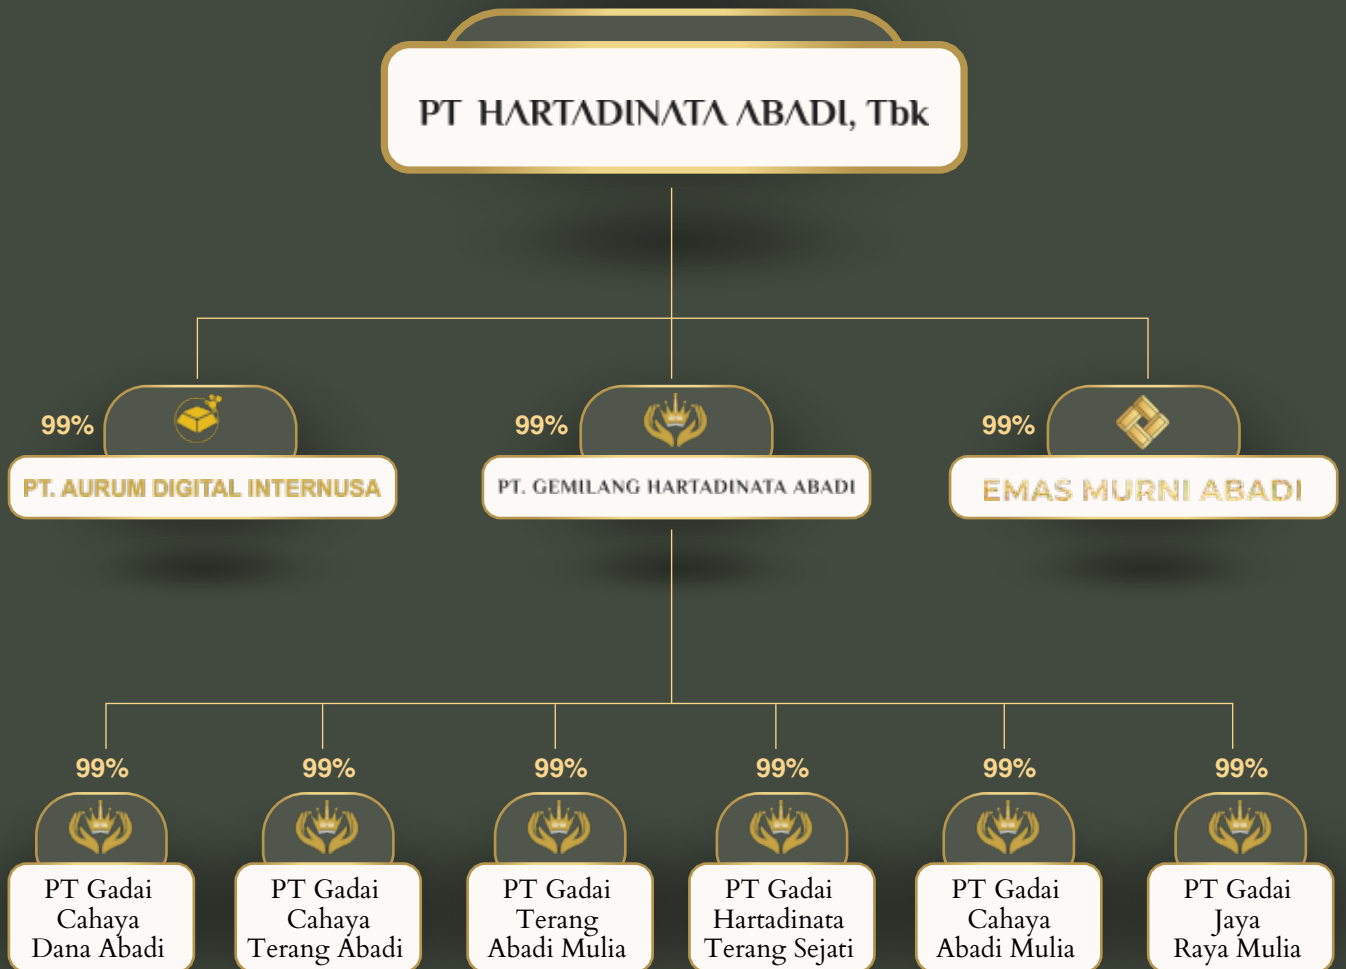 PT HARTADINATA ABADI, Tbk
99%
99%
99%
PT. AURUM DIGITAL INTERNUSA
PT. GEMILANG HARTADINATA ABADI
EMAS MURNI ABADI
99%
99%
99%
99%
99%
99%
PT Gadai
Cahaya
Dana Abadi
PT Gadai
Cahaya
Terang Abadi
PT Gadai
Terang
Abadi Mulia
PT Gadai
Hartadinata
Terang Sejati
PT Gadai
Cahaya
Abadi Mulia
PT Gadai
Jaya
Raya Mulia